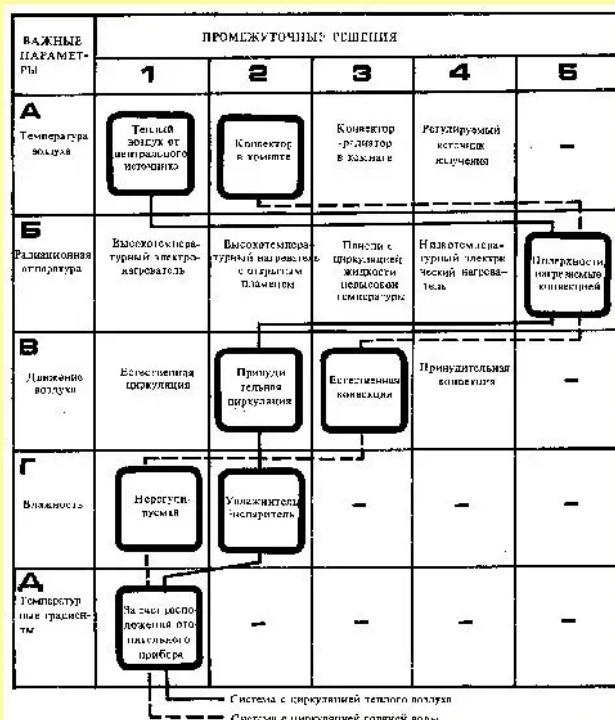 ВАЖНЫЕ
ПАРАМЕТ-
РЫ
ПРОМЕЖУТОЧНЫЕ РЕШЕНИЯ
1
2
3
4
5
А
Температура
воздуха
Теплый
воздух от
центрального
источника
Конвектор
в комнате
Конвектор
-радиатор
в комнате
Регулируемый
источник
излучения
–
Б
Радиационная
Высокотемпера-
турный электро-
нагреватель
Высокотемпера-
турный нагреватель
с открытым
пламенем
Панели с
циркуляцией
жидкости
невысокой
температуры
Низкотемпера-
турный электри-
ческий нагрева-
тель
Поверхности,
нагреваемые
конвекцией
В
Движение
воздуха
Естественная
циркуляция
Принуди
тельная
циркуляция
Естественная
конвекция
Принудительная
конвекция
–
Г
Влажность
Нерегули-
руемая
Увлажнитель
-испаритель
–
–
–
Д
Температур
ные градиен-
ты
За счет распо-
ложения ото-
пительного
прибора
–
–
–
–
Система с циркуляцией теплого воздуха
Система с циркуляцией горячей воды